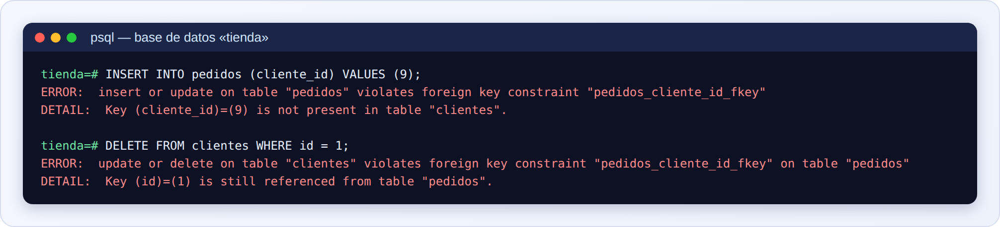 psql — base de datos «tienda»
tienda=# INSERT INTO pedidos (cliente_id) VALUES (9);
ERROR:  insert or update on table "pedidos" violates foreign key constraint "pedidos_cliente_id_fkey"
DETAIL:  Key (cliente_id)=(9) is not present in table "clientes".
tienda=# DELETE FROM clientes WHERE id = 1;
ERROR:  update or delete on table "clientes" violates foreign key constraint "pedidos_cliente_id_fkey" on table "pedidos"
DETAIL:  Key (id)=(1) is still referenced from table "pedidos".